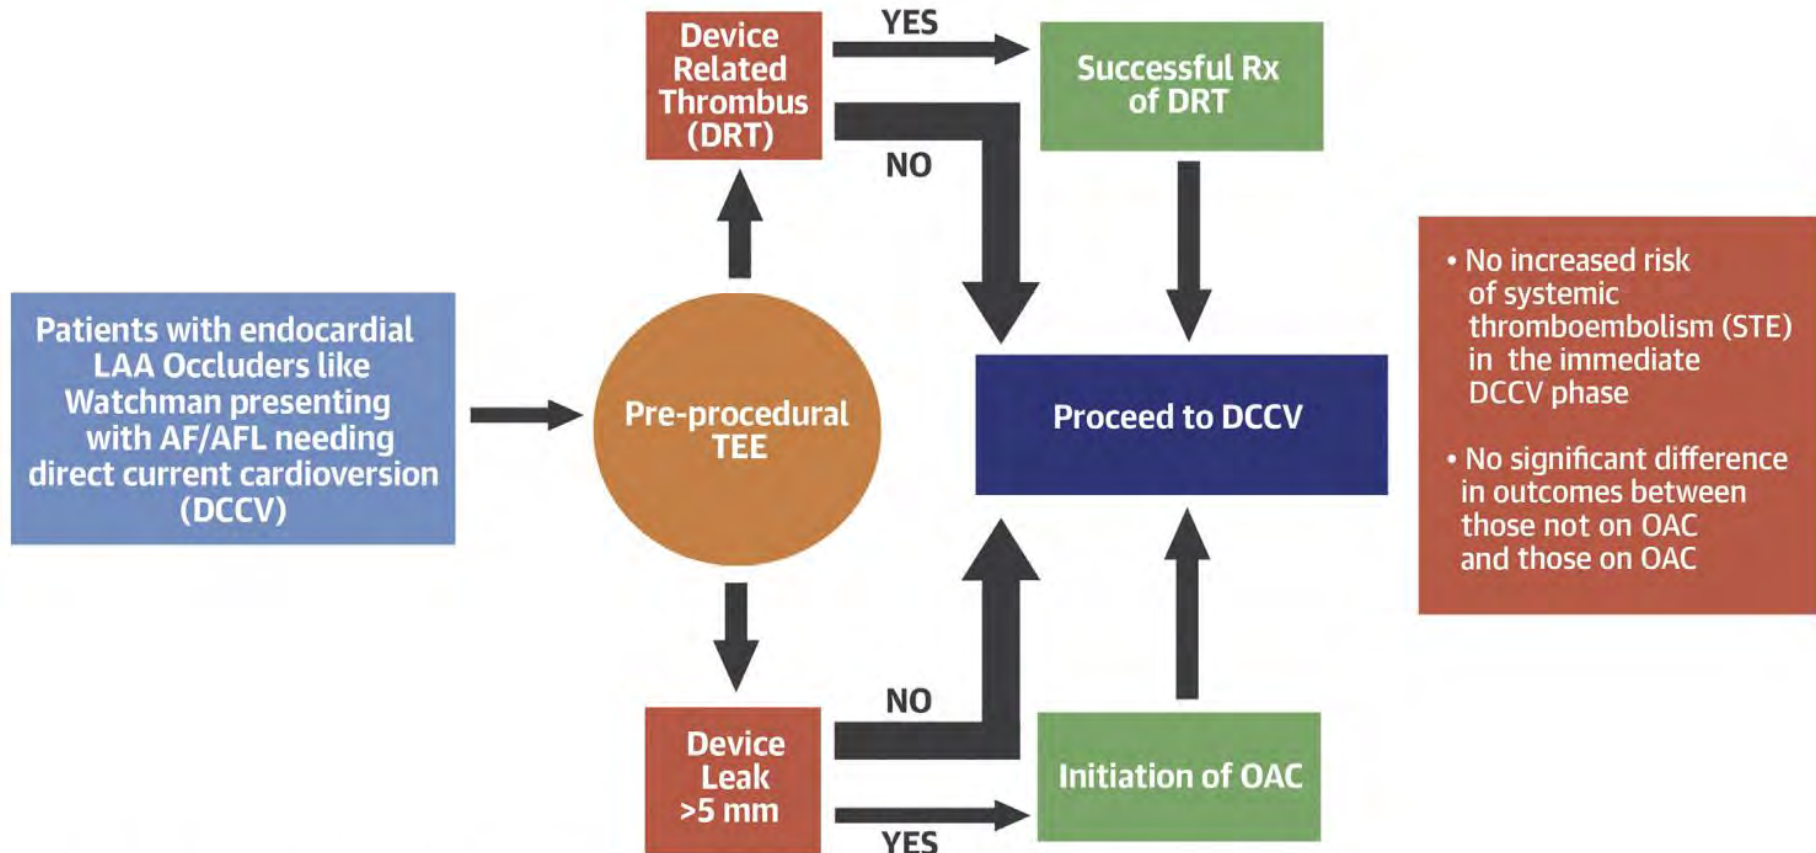 Patients with endocardial
LAA Occluders like
Watchman presenting
with AF/AFL needing
direct current cardioversion
(DCCV)
Pre-procedural
TEE
Device
Related
Thrombus
(DRT)
YES
NO
Successful Rx
of DRT
Proceed to DCCV
Device
Leak
>5 mm
NO
YES
Initiation of OAC
• No increased risk
of systemic
thromboembolism (STE)
in the immediate
DCCV phase
• No significant difference
in outcomes between
those not on OAC
and those on OAC